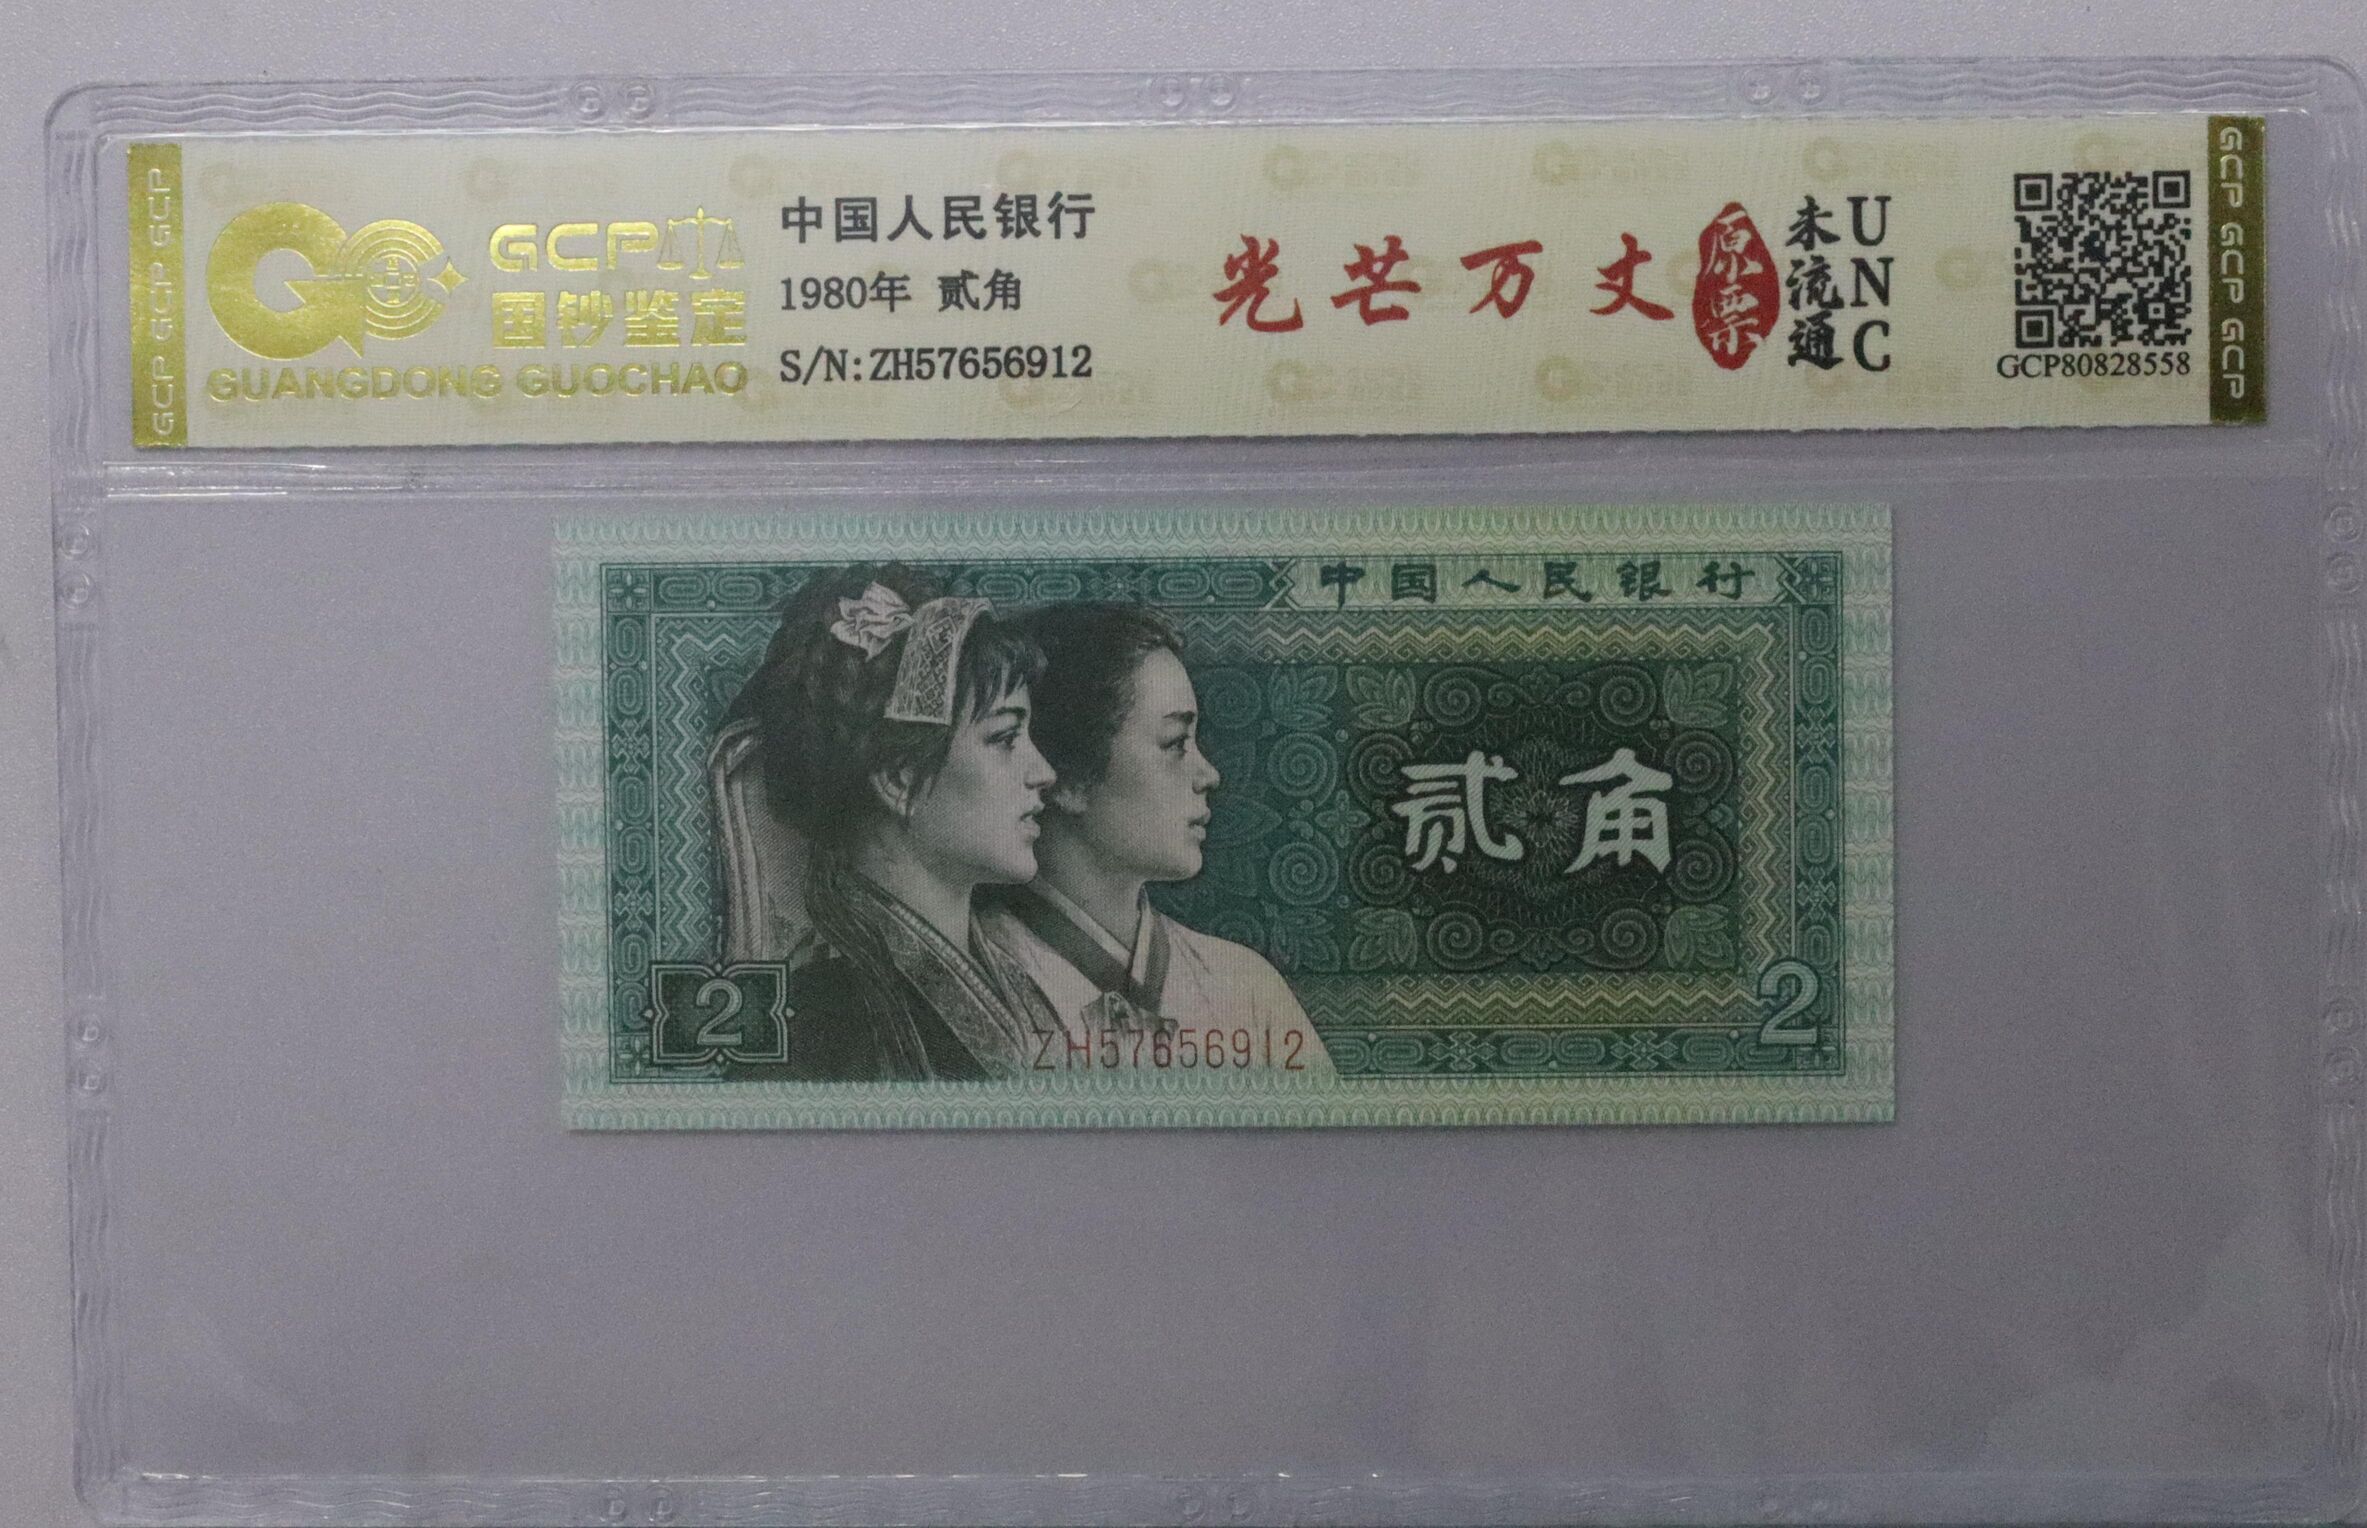 GCP GCP GCP
GCP
国钞鉴定
GUANGDONG GUOCHAO
中国人民银行
1980年 贰角
S/N:ZH57656912
光芒万丈
原票
未流通
UNC
GCP80828558
GCP GCP GCP
中国人民银行
贰角
2
2
ZH57656912